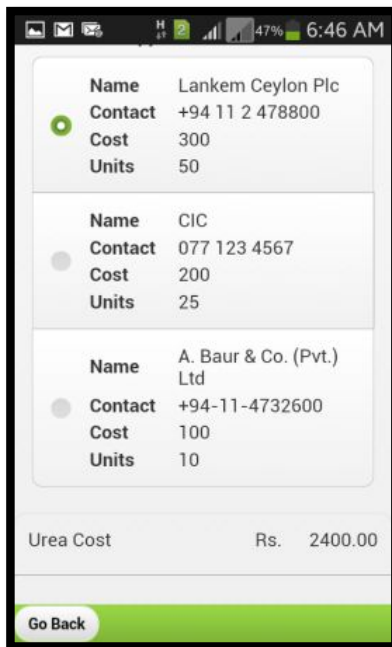 H
2
47% 6:46 AM
Name Lankem Ceylon Plc
Contact +94 11 2 478800
Cost 300
Units 50
Name CIC
Contact 077 123 4567
Cost 200
Units 25
Name A. Baur & Co. (Pvt.)
Ltd
Contact +94-11-4732600
Cost 100
Units 10
Urea Cost Rs. 2400.00
Go Back